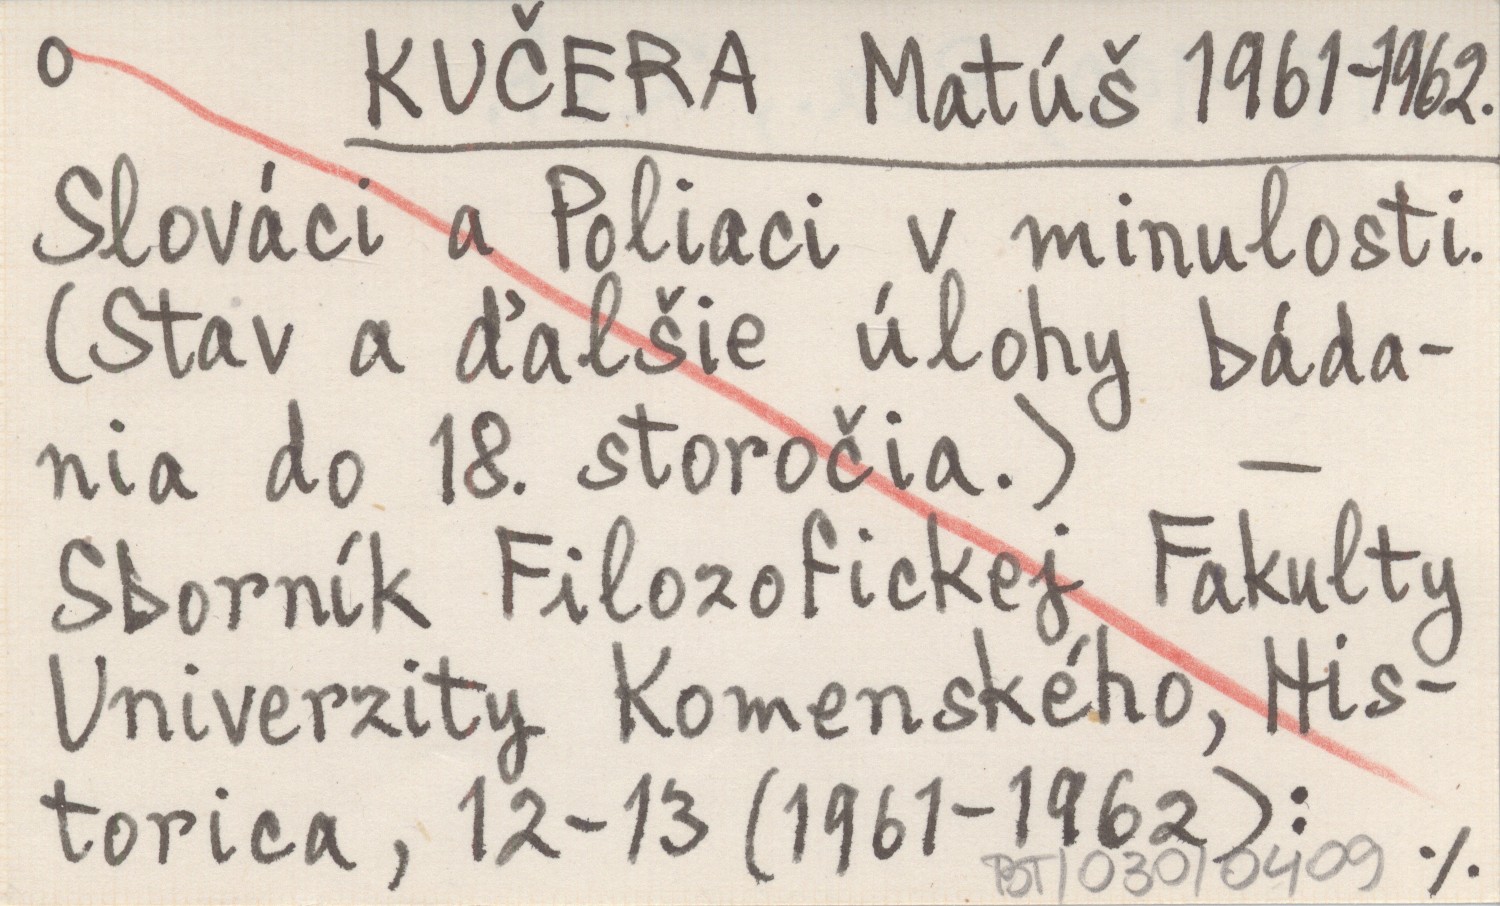 o KUČERA Matúš 1961-1962.
Slováci a Poliaci v minulosti.
(Stav a ďalšie úlohy báda-
nia do 18. storočia.) —
Sborník Filozofickej Fakulty
Univerzity Komenského, His-
torica, 12-13 (1961-1962):
BT/030/0409 ·/.